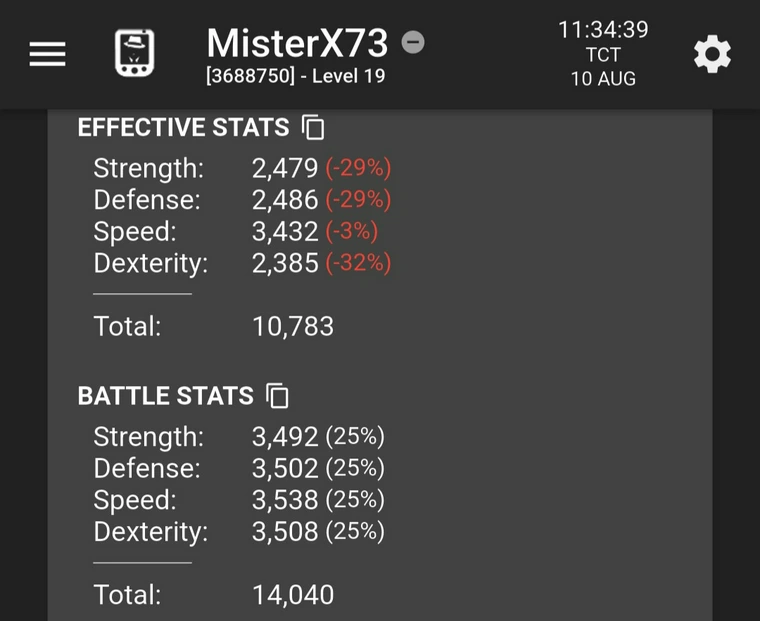 MisterX73
[3688750] - Level 19
11:34:39
TCT
10 AUG
EFFECTIVE STATS
Strength: 2,479 (-29%)
Defense: 2,486 (-29%)
Speed: 3,432 (-3%)
Dexterity: 2,385 (-32%)
Total: 10,783
BATTLE STATS
Strength: 3,492 (25%)
Defense: 3,502 (25%)
Speed: 3,538 (25%)
Dexterity: 3,508 (25%)
Total: 14,040